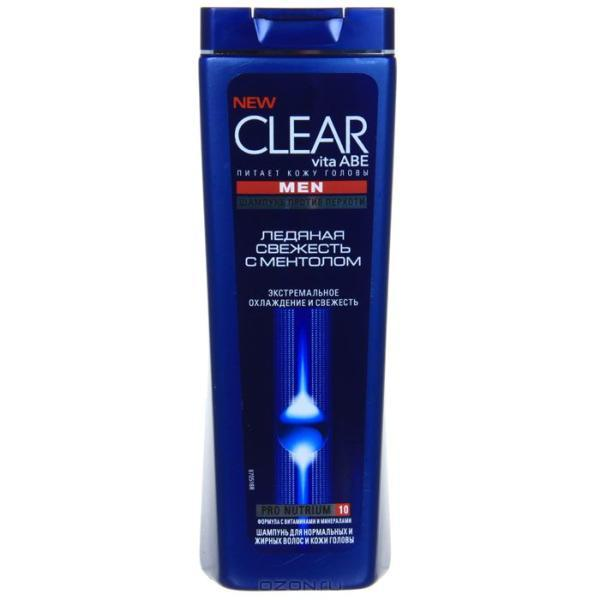 NEW
CLEAR
vita ABE
ПИТАЕТ КОЖУ ГОЛОВЫ
MEN
ШАМПУНЬ ПРОТИВ ПЕРХОТИ
ЛЕДЯНАЯ
СВЕЖЕСТЬ
С МЕНТОЛОМ
ЭКСТРЕМАЛЬНОЕ
ОХЛАЖДЕНИЕ И СВЕЖЕСТЬ
8705168
PRO NUTRIUM 10
ФОРМУЛА С ВИТАМИНАМИ И МИНЕРАЛАМИ
ШАМПУНЬ ДЛЯ НОРМАЛЬНЫХ И
ЖИРНЫХ ВОЛОС И КОЖИ ГОЛОВЫ
OZON.ru